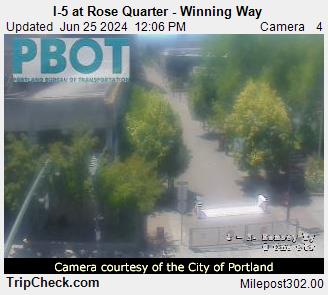 I-5 at Rose Quarter - Winning Way
Updated Jun 25 2024 12:06 PM Camera 4
PBOT
PORTLAND BUREAU OF TRANSPORTATION
Camera courtesy of the City of Portland
TripCheck.com Milepost302.00